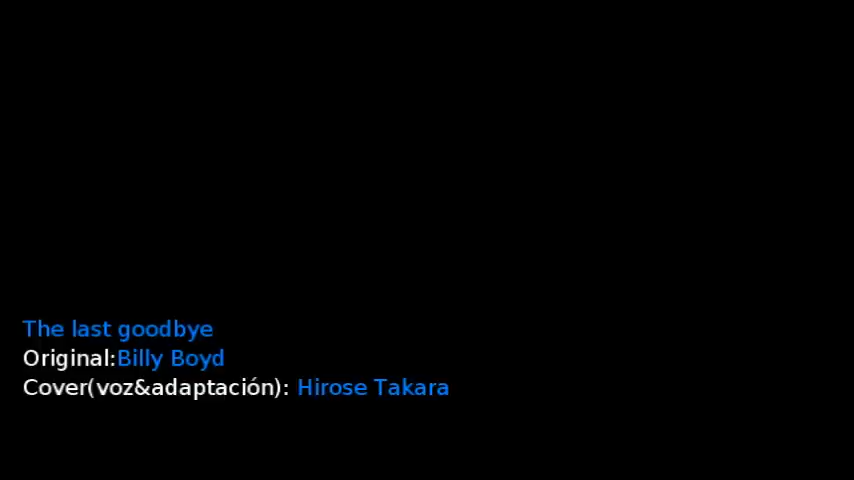 The last goodbye
Original:Billy Boyd
Cover(voz&adaptación): Hirose Takara